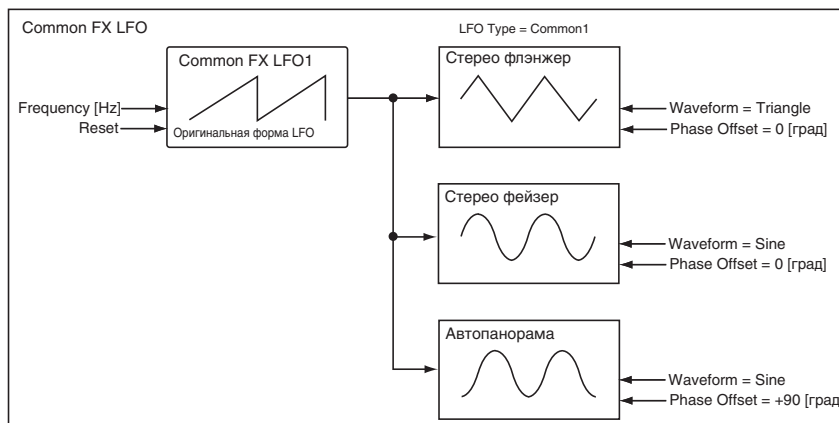 Common FX LFO
LFO Type = Common1
Common FX LFO1
Frequency [Hz]
Reset
Оригинальная форма LFO
Стерео флэнжер
Waveform = Triangle
Phase Offset = 0 [град]
Стерео фейзер
Waveform = Sine
Phase Offset = 0 [град]
Автопанорама
Waveform = Sine
Phase Offset = +90 [град